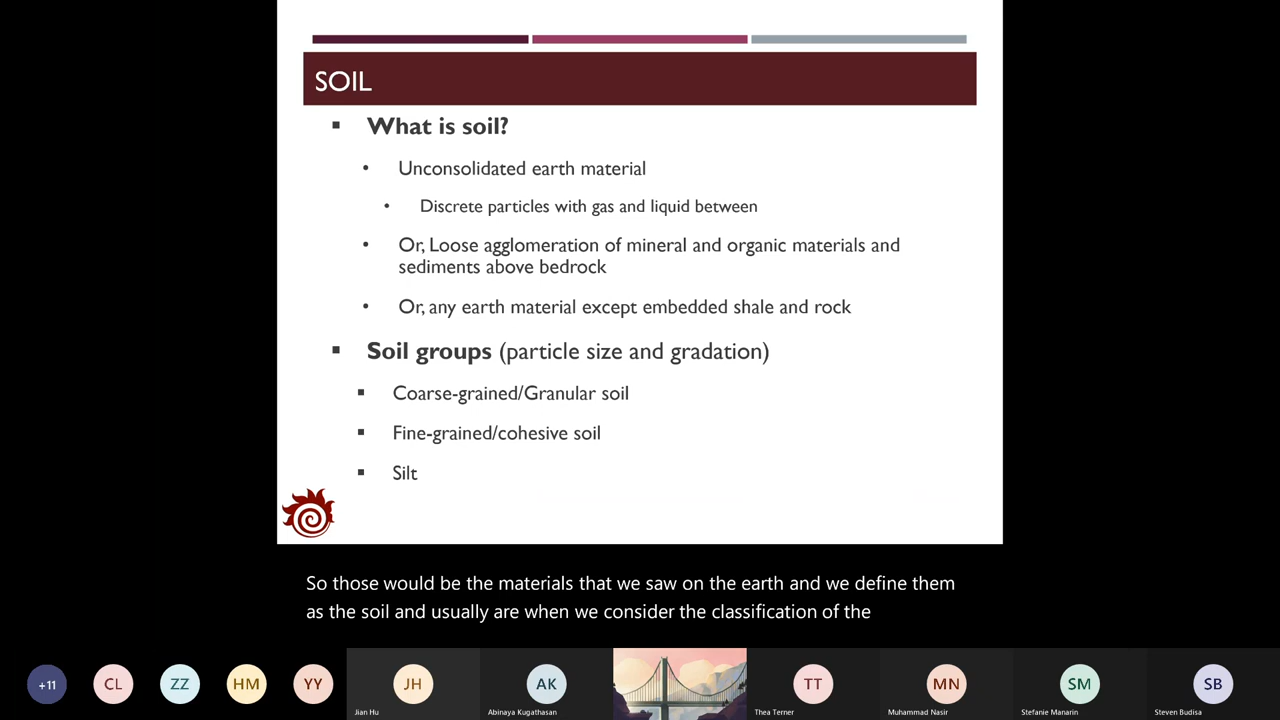 SOIL
What is soil?
Unconsolidated earth material
Discrete particles with gas and liquid between
Or, Loose agglomeration of mineral and organic materials and
sediments above bedrock
Or, any earth material except embedded shale and rock
Soil groups (particle size and gradation)
Coarse-grained/Granular soil
Fine-grained/cohesive soil
Silt
So those would be the materials that we saw on the earth and we define them
as the soil and usually are when we consider the classification of the
+11
CL
ZZ
HM
YY
JH
AK
TT
MN
SM
SB
Jian Hu
Abinaya Kugathasan
Thea Terner
Muhammad Nasir
Stefanie Manarin
Steven Budisa